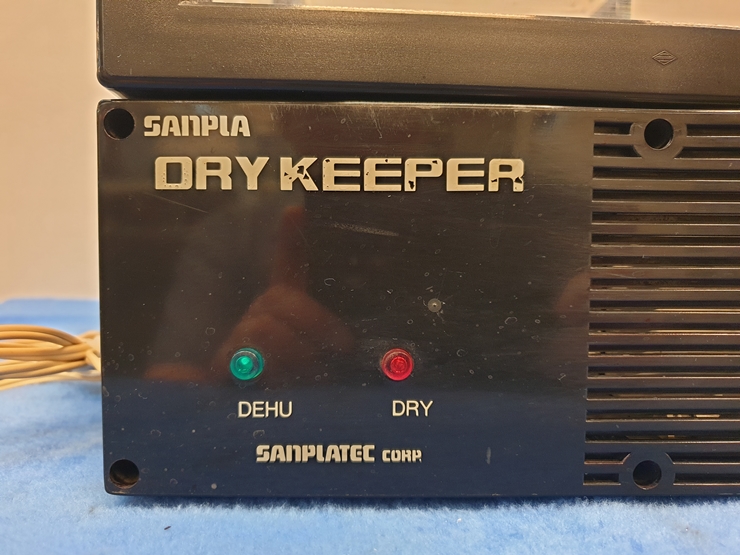 SANPLA
DRY KEEPER
DEHU DRY
SANPLATEC CORP.